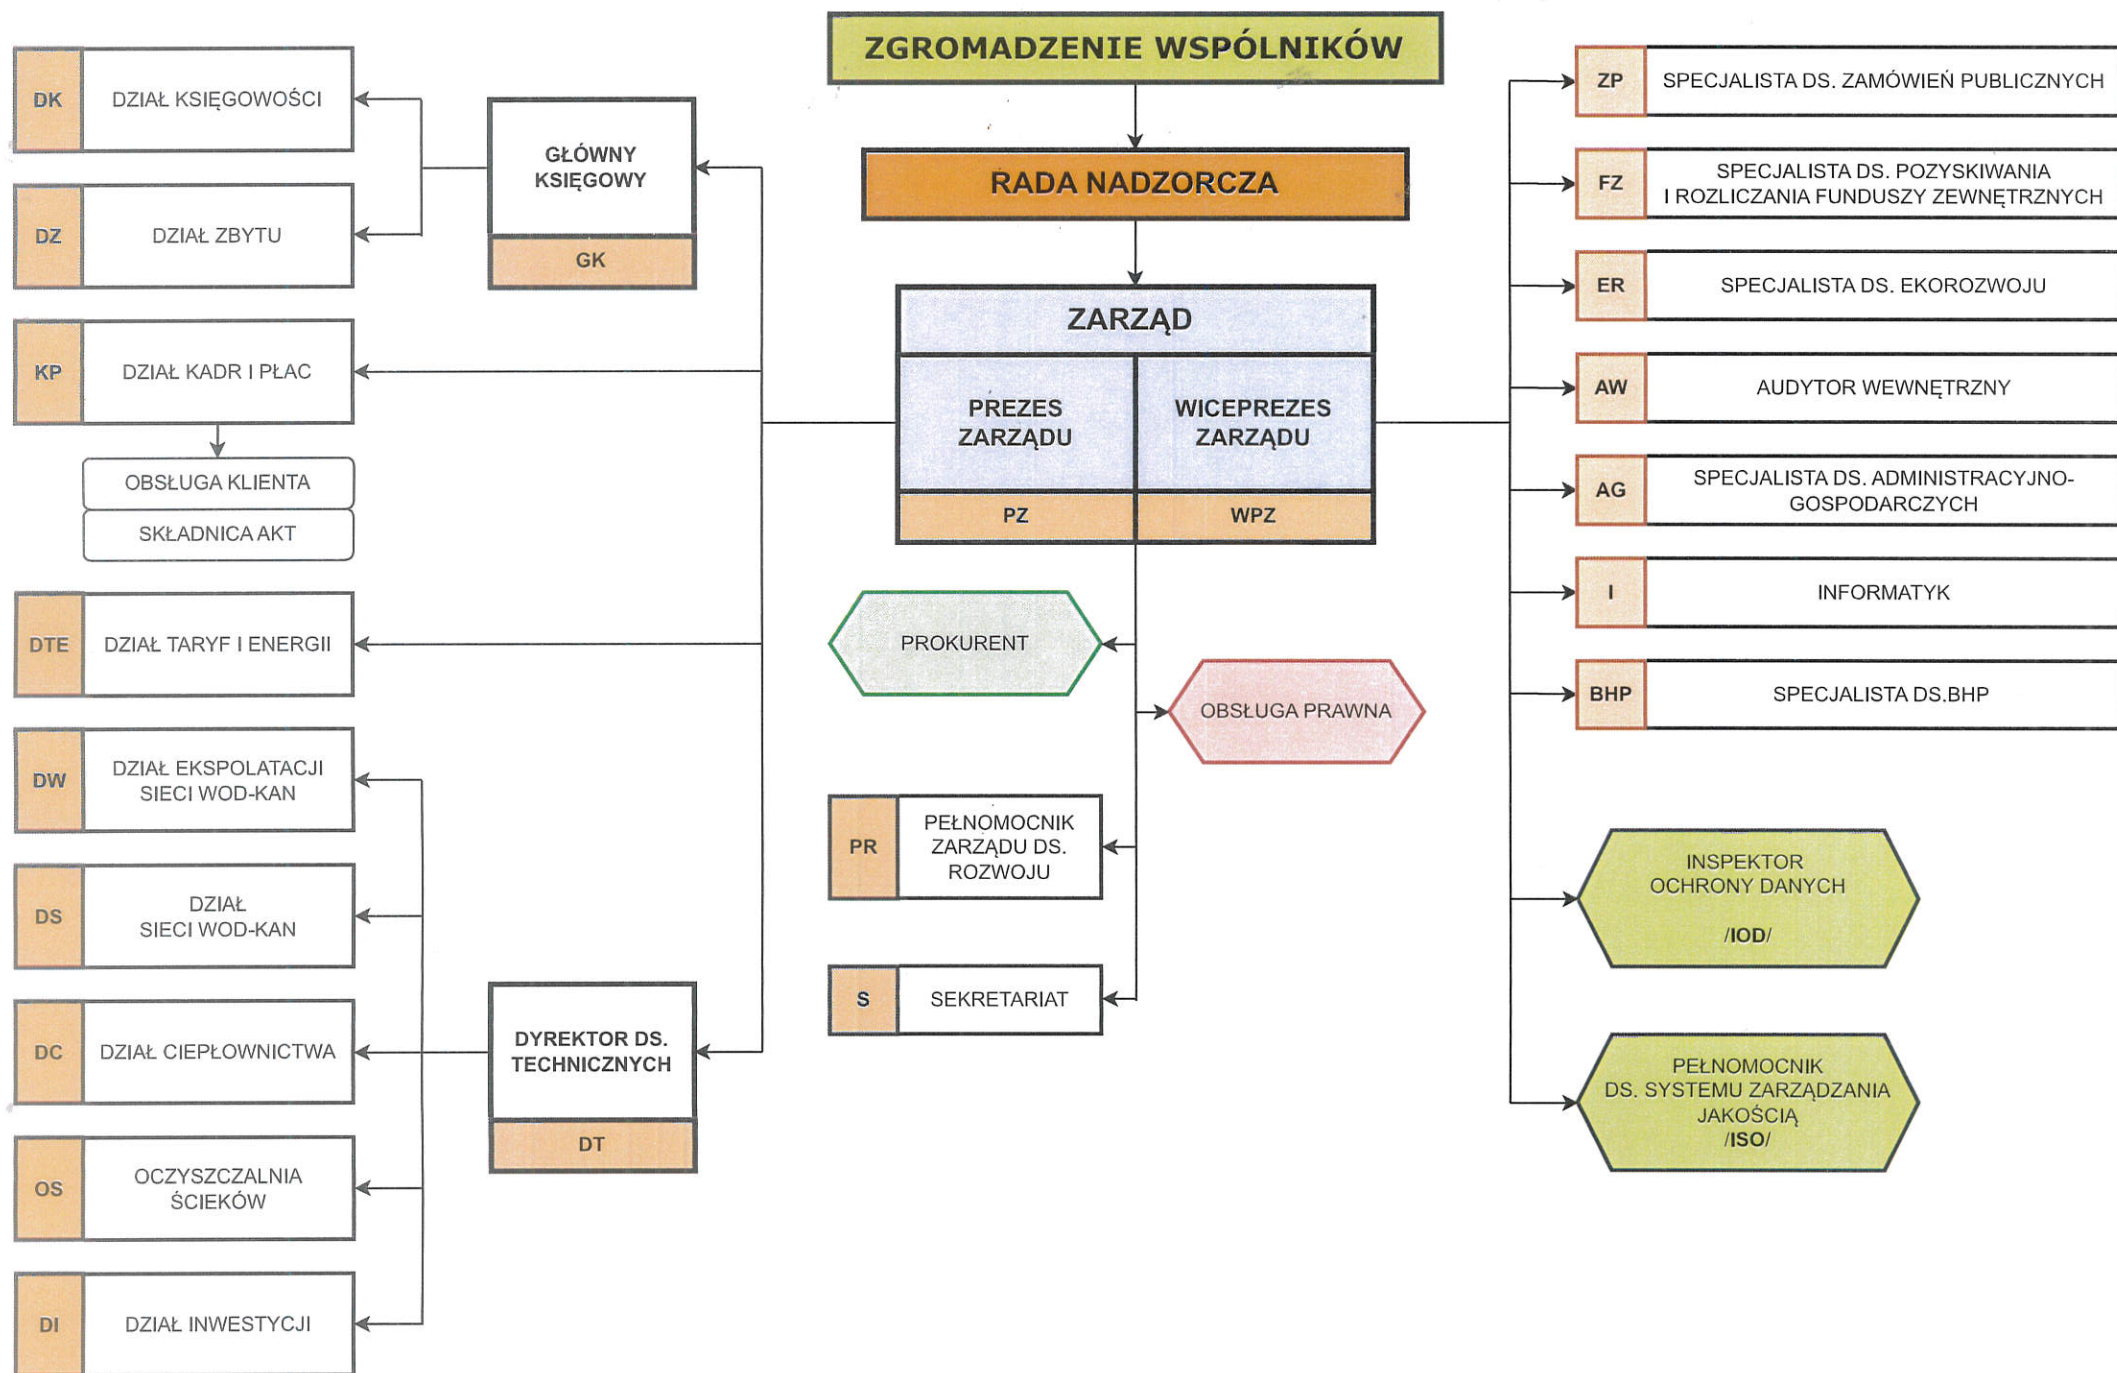 ZGROMADZENIE WSPÓLNIKÓW
RADA NADZORCZA
ZARZĄD
PREZES
ZARZĄDU
PZ
WICEPREZES
ZARZĄDU
WPZ
DK
DZIAŁ KSIĘGOWOŚCI
DZ
DZIAŁ ZBYTU
GŁÓWNY
KSIĘGOWY
GK
KP
DZIAŁ KADR I PŁAC
OBSŁUGA KLIENTA
SKŁADNICA AKT
DTE
DZIAŁ TARYF I ENERGII
DW
DZIAŁ EKSPOLATACJI
SIECI WOD-KAN
DS
DZIAŁ
SIECI WOD-KAN
DC
DZIAŁ CIEPŁOWNICTWA
OS
OCZYSZCZALNIA
ŚCIEKÓW
DI
DZIAŁ INWESTYCJI
DYREKTOR DS.
TECHNICZNYCH
DT
PROKURENT
OBSŁUGA PRAWNA
PR
PEŁNOMOCNIK
ZARZĄDU DS.
ROZWOJU
S
SEKRETARIAT
ZP
SPECJALISTA DS. ZAMÓWIEŃ PUBLICZNYCH
FZ
SPECJALISTA DS. POZYSKIWANIA
I ROZLICZANIA FUNDUSZY ZEWNĘTRZNYCH
ER
SPECJALISTA DS. EKOROZWOJU
AW
AUDYTOR WEWNĘTRZNY
AG
SPECJALISTA DS. ADMINISTRACYJNO-
GOSPODARCZYCH
I
INFORMATYK
BHP
SPECJALISTA DS.BHP
INSPEKTOR
OCHRONY DANYCH
/IOD/
PEŁNOMOCNIK
DS. SYSTEMU ZARZĄDZANIA
JAKOŚCIĄ
/ISO/